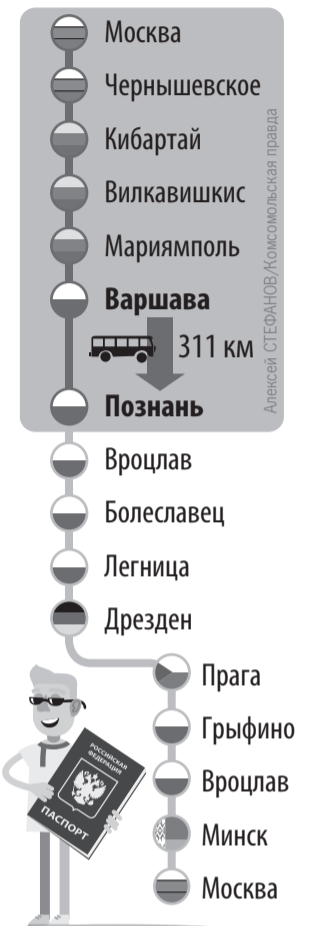 Москва
Чернышевское
Кибартай
Вилкавишкис
Мариямполь
Варшава
311 км
Познань
Алексей СТЕФАНОВ/Комсомольская правда
Вроцлав
Болеславец
Легница
Дрезден
Прага
Грыфино
Вроцлав
Минск
Москва
РОССИЙСКАЯ
ФЕДЕРАЦИЯ
ПАСПОРТ